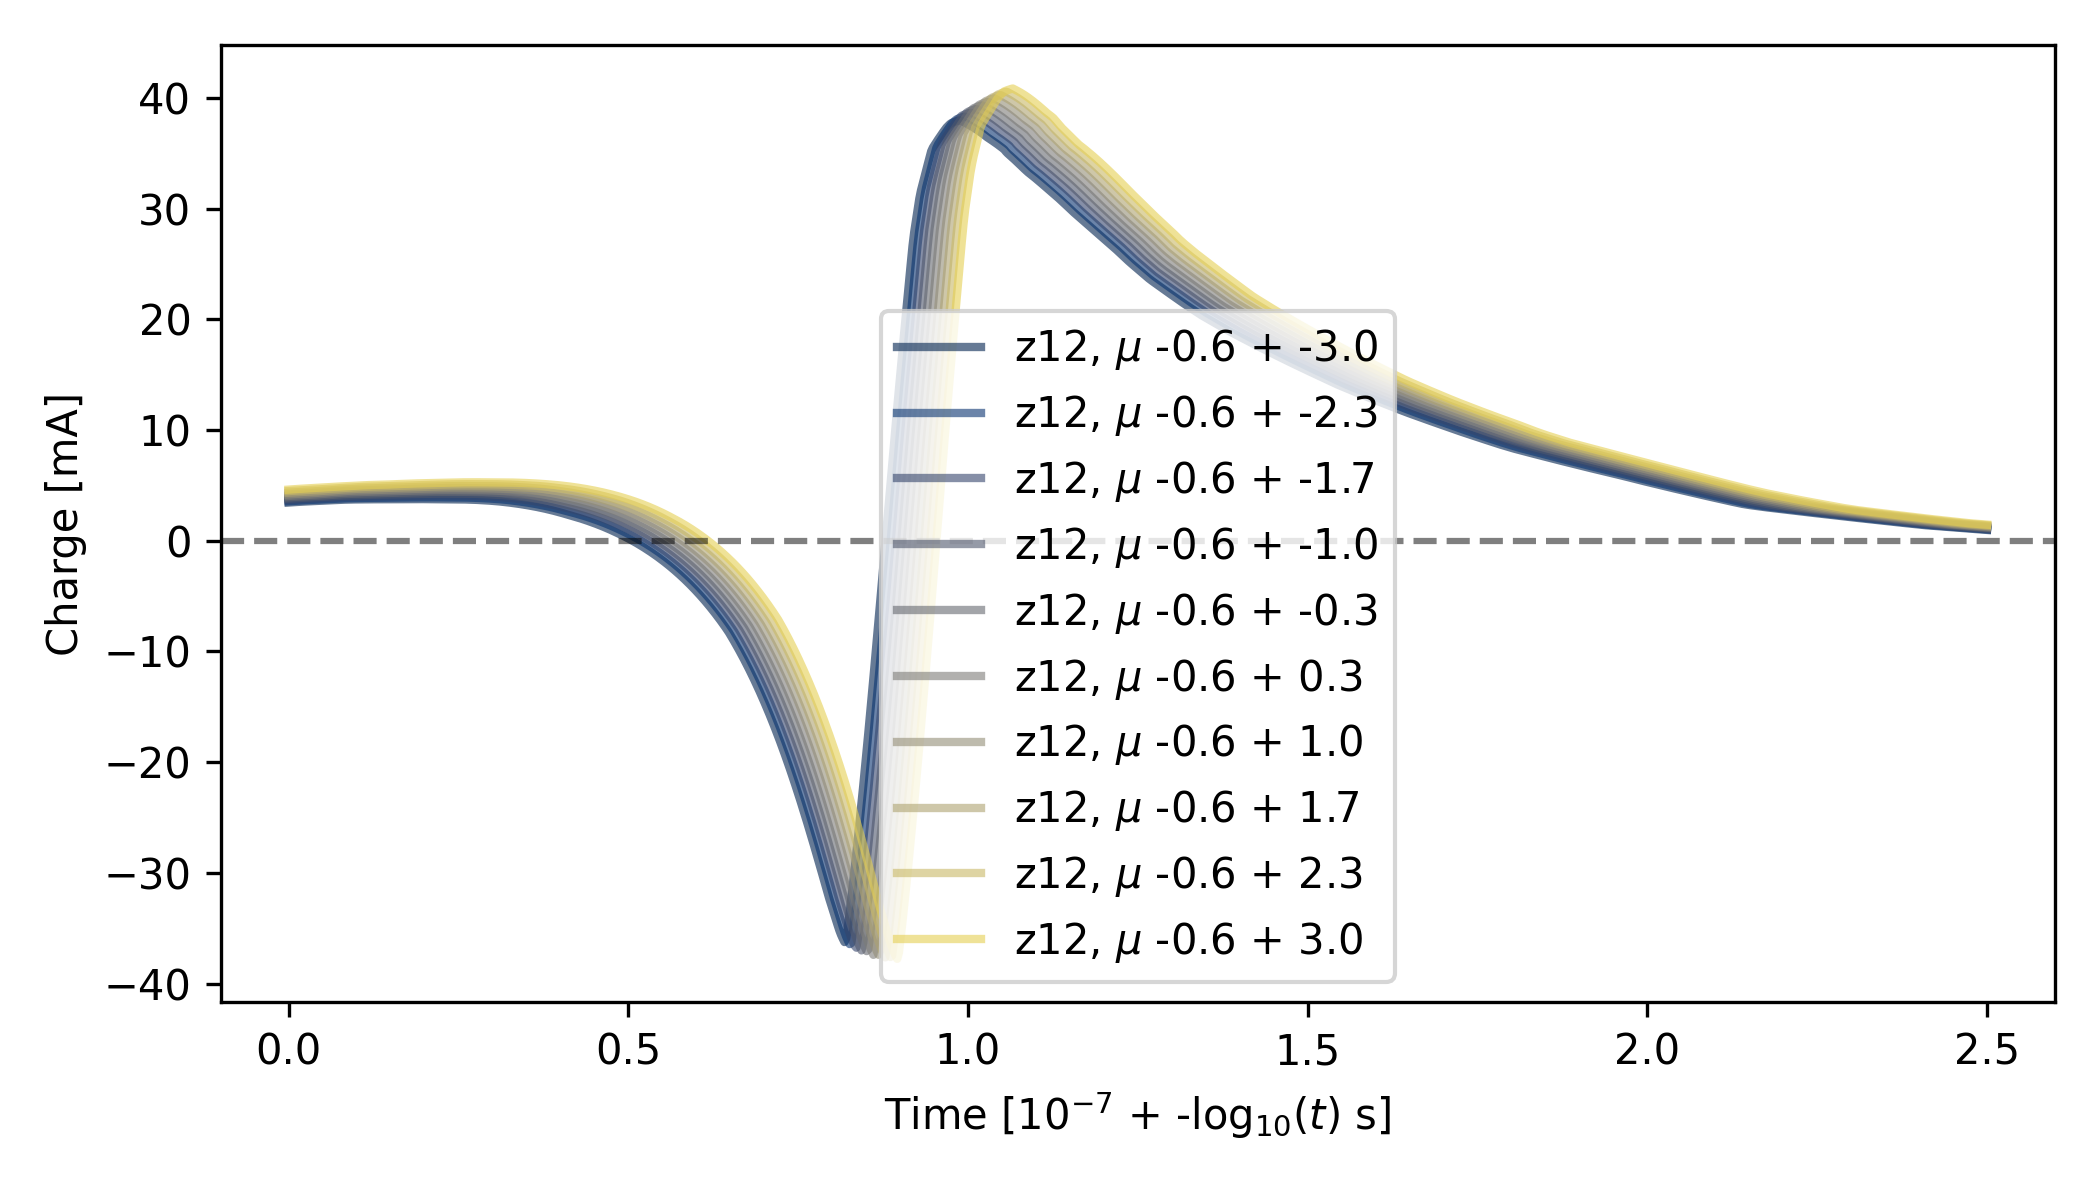 40
30
20
10
0
−10
−20
−30
−40
Charge [mA]
z12, μ -0.6 + -3.0
z12, μ -0.6 + -2.3
z12, μ -0.6 + -1.7
z12, μ -0.6 + -1.0
z12, μ -0.6 + -0.3
z12, μ -0.6 + 0.3
z12, μ -0.6 + 1.0
z12, μ -0.6 + 1.7
z12, μ -0.6 + 2.3
z12, μ -0.6 + 3.0
0.0 0.5 1.0 1.5 2.0 2.5
Time [10⁻⁷ + -log₁₀(t) s]